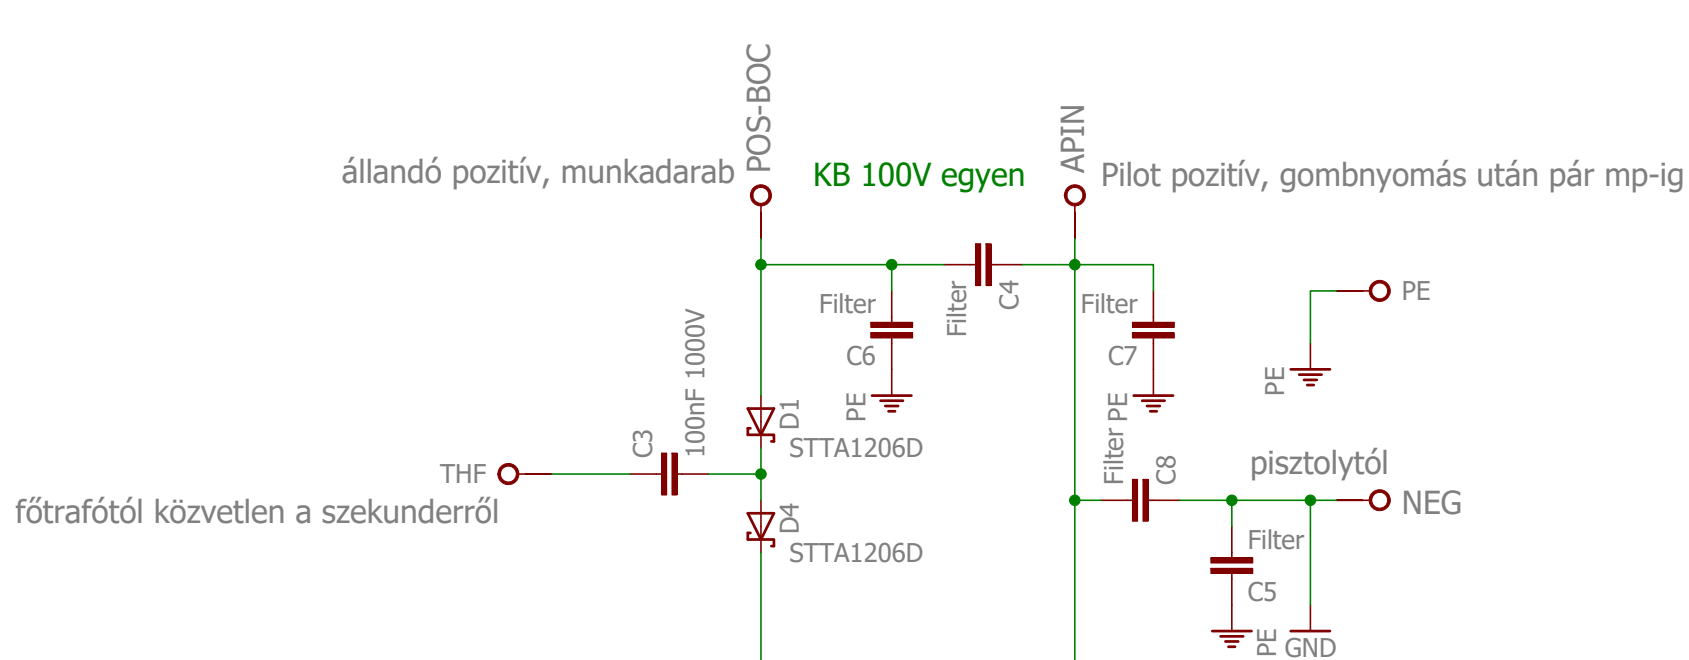 POS-BOC
APIN
állandó pozitív, munkadarab
KB 100V egyen
Pilot pozitív, gombnyomás után pár mp-ig
Filter
C6
PE
Filter
C4
Filter
C7
PE
PE
PE
C3
100nF 1000V
D1
STTA1206D
THF
főtrafótól közvetlen a szekunderről
D4
STTA1206D
Filter
C8
pisztolytól
NEG
Filter
C5
PE
GND